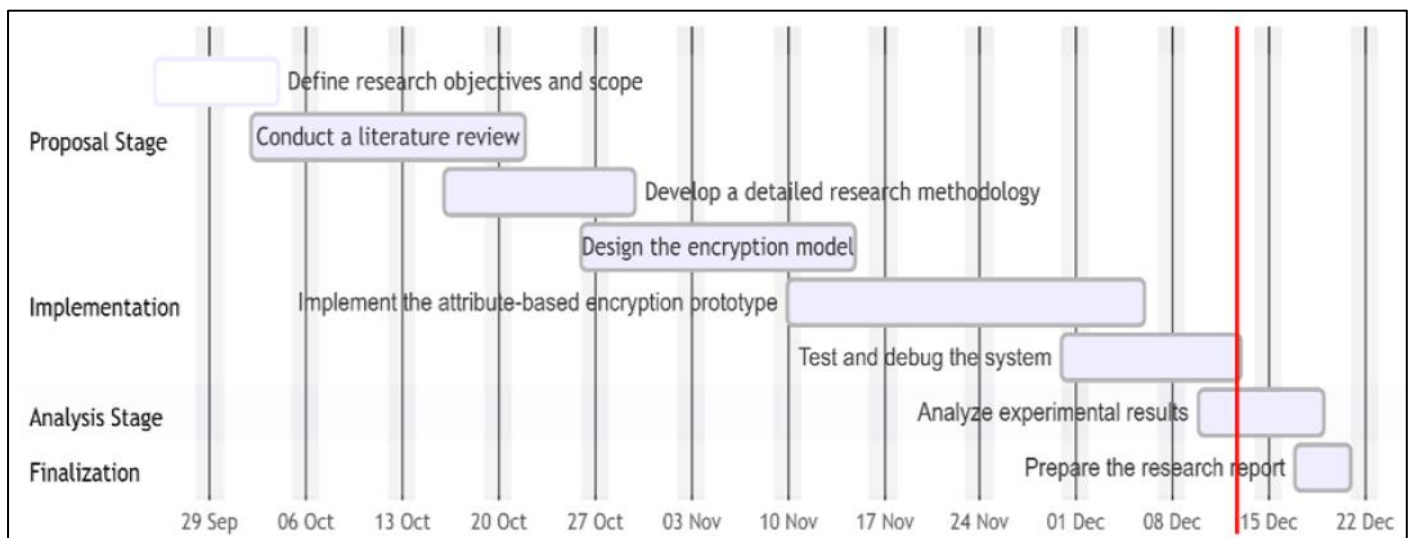 Define research objectives and scope
Conduct a literature review
Proposal Stage
Develop a detailed research methodology
Design the encryption model
Implement the attribute-based encryption prototype
Implementation
Test and debug the system
Analyze experimental results
Analysis Stage
Prepare the research report
Finalization
29 Sep 06 Oct 13 Oct 20 Oct 27 Oct 03 Nov 10 Nov 17 Nov 24 Nov 01 Dec 08 Dec 15 Dec 22 Dec